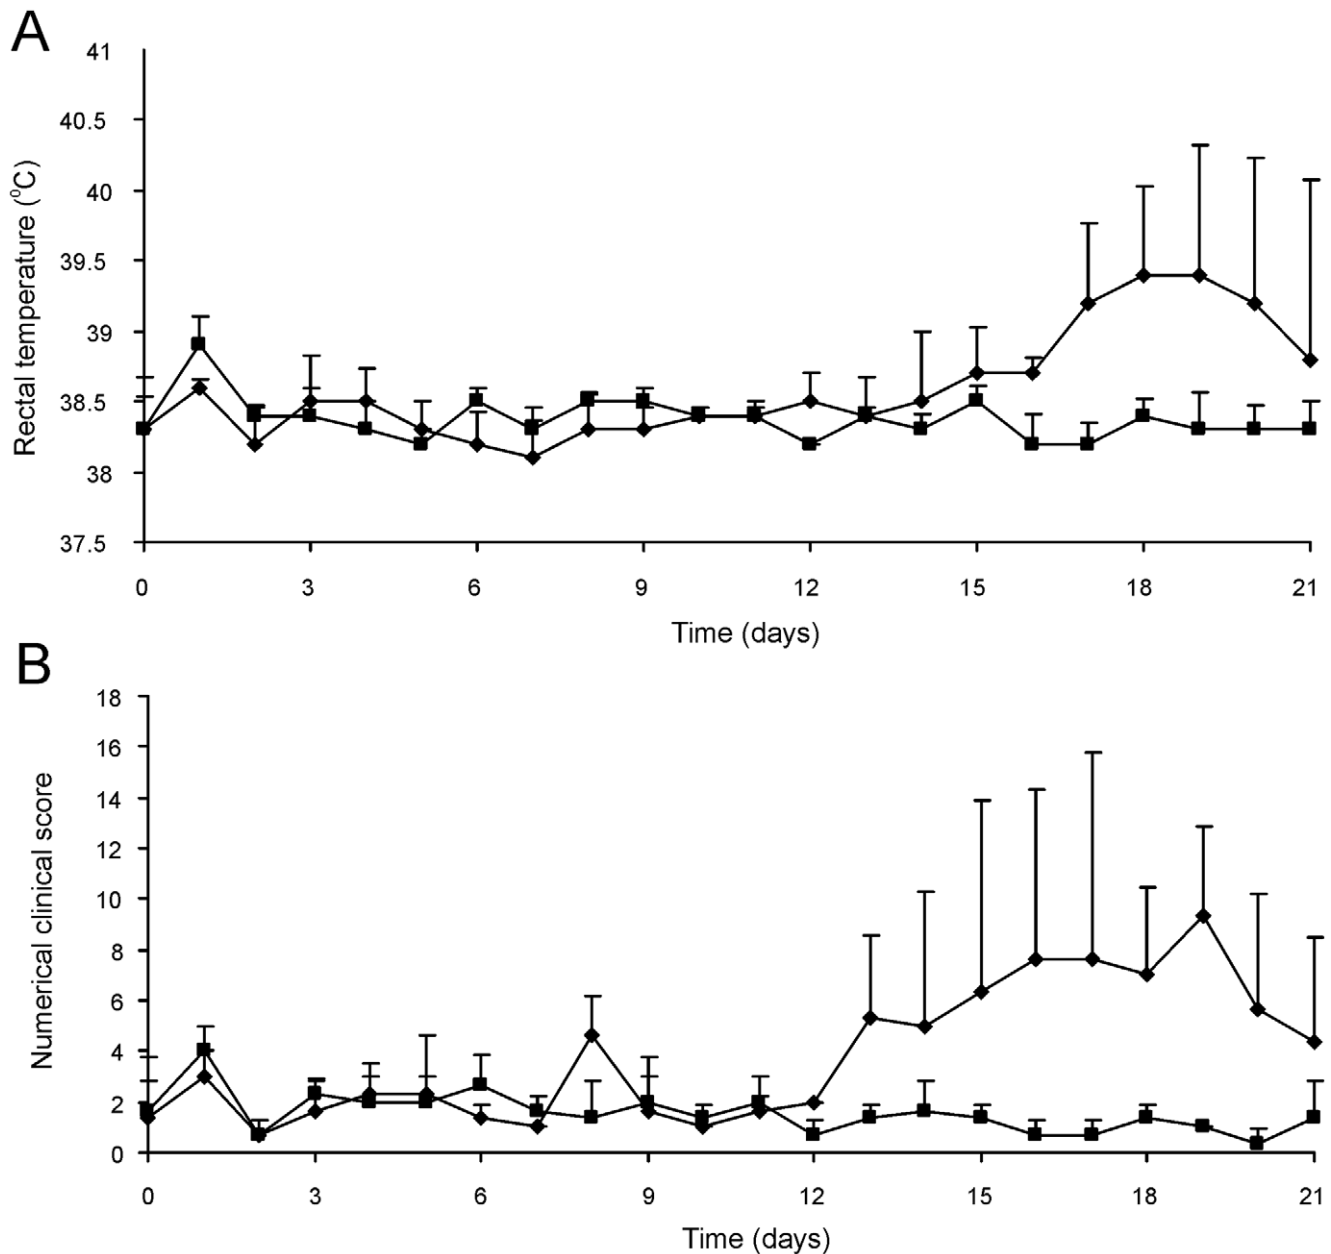 A
41
40.5
40
39.5
39
38.5
38
37.5
Rectal temperature (⁰C)
0 3 6 9 12 15 18 21
Time (days)
B
18
16
14
12
10
8
6
4
2
0
Numerical clinical score
0 3 6 9 12 15 18 21
Time (days)